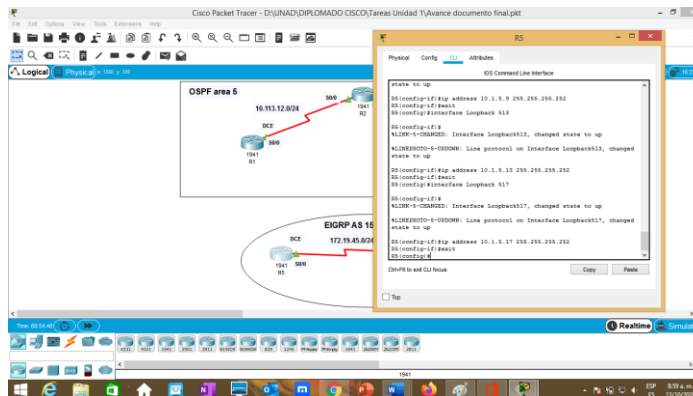 Cisco Packet Tracer - D:\UNAD\DIPLOMADO CISCO\Tareas Unidad 1\Avance documento final.pkt
File Edit Options View Tools Extensions Help
Logical
Physical
OSPF area 5
10.113.12.0/24
S0/0
1941
R2
DCE
S0/0
1941
R1
EIGRP AS 15
DCE
172.19.45.0/24
1941
R5
S0/0
R5
Physical Config CLI Attributes
IOS Command Line Interface
state to up
R5(config-if)#ip address 10.1.5.9 255.255.255.252
R5(config-if)#exit
R5(config)#interface Loopback 513
R5(config-if)#
%LINK-5-CHANGED: Interface Loopback513, changed state to up
%LINEPROTO-5-UPDOWN: Line protocol on Interface Loopback513, changed
state to up
R5(config-if)#ip address 10.1.5.13 255.255.255.252
R5(config-if)#exit
R5(config)#interface Loopback 517
R5(config-if)#
%LINK-5-CHANGED: Interface Loopback517, changed state to up
%LINEPROTO-5-UPDOWN: Line protocol on Interface Loopback517, changed
state to up
R5(config-if)#ip address 10.1.5.17 255.255.255.252
R5(config-if)#exit
R5(config)#
Ctrl+F6 to exit CLI focus
Copy
Paste
Top
Realtime
Simulat
1941
ESP
ES
8:59 a.m.